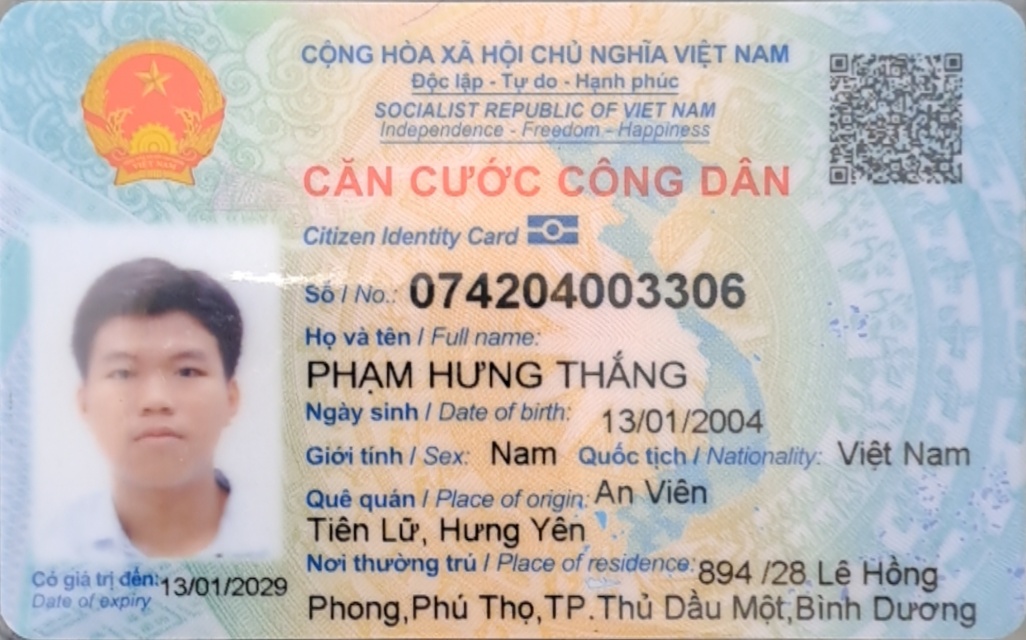 CỘNG HÒA XÃ HỘI CHỦ NGHĨA VIỆT NAM
Độc lập - Tự do - Hạnh phúc
SOCIALIST REPUBLIC OF VIET NAM
Independence - Freedom - Happiness
CĂN CƯỚC CÔNG DÂN
Citizen Identity Card
Số / No.: 074204003306
Họ và tên / Full name:
PHẠM HƯNG THẮNG
Ngày sinh / Date of birth: 13/01/2004
Giới tính / Sex: Nam Quốc tịch / Nationality: Việt Nam
Quê quán / Place of origin: An Viên
Tiên Lữ, Hưng Yên
Nơi thường trú / Place of residence: 894 /28 Lê Hồng
Phong,Phú Thọ,TP.Thủ Dầu Một,Bình Dương
Có giá trị đến: 13/01/2029
Date of expiry
VIỆT NAM